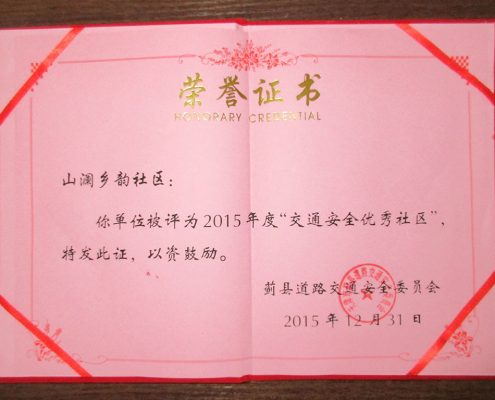 荣誉证书
HONORARY CREDENTIAL
山澜乡韵社区：
你单位被评为2015年度“交通安全优秀社区”，
特发此证，以资鼓励。
蓟县道路交通安全委员会
2015 年 12 月 31 日